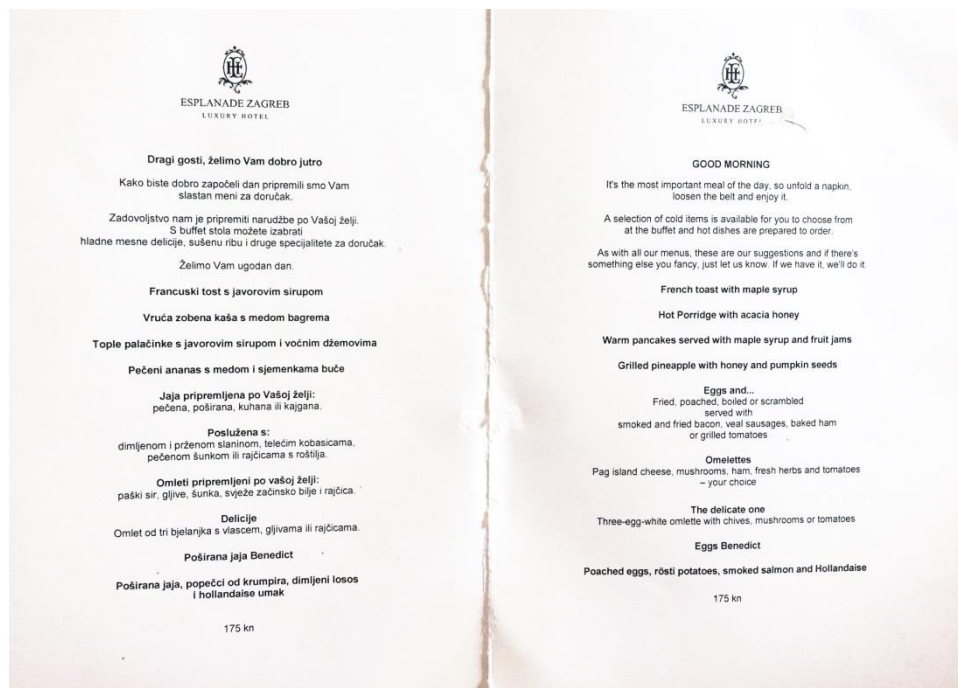 ESPLANADE ZAGREB
LUXURY HOTEL
Dragi gosti, želimo Vam dobro jutro
Kako biste dobro započeli dan pripremili smo Vam
slastan meni za doručak.
Zadovoljstvo nam je pripremiti narudžbe po Vašoj želji.
S buffet stola možete izabrati
hladne mesne delicije, sušenu ribu i druge specijalitete za doručak.
Želimo Vam ugodan dan.
Francuski tost s javorovim sirupom
Vruća zobena kaša s medom bagrema
Tople palačinke s javorovim sirupom i voćnim džemovima
Pečeni ananas s medom i sjemenkama buče
Jaja pripremljena po Vašoj želji:
pečena, poširana, kuhana ili kajgana.
Poslužena s:
dimljenom i prženom slaninom, telećim kobasicama,
pečenom šunkom ili rajčicama s roštilja.
Omleti pripremljeni po vašoj želji:
paški sir, gljive, šunka, svježe začinsko bilje i rajčica.
Delicije
Omlet od tri bjelanjka s vlascem, gljivama ili rajčicama.
Poširana jaja Benedict
Poširana jaja, popečci od krumpira, dimljeni losos
i hollandaise umak
175 kn
ESPLANADE ZAGREB
LUXURY HOTEL
GOOD MORNING
It's the most important meal of the day, so unfold a napkin,
loosen the belt and enjoy it.
A selection of cold items is available for you to choose from
at the buffet and hot dishes are prepared to order.
As with all our menus, these are our suggestions and if there's
something else you fancy, just let us know. If we have it, we'll do it.
French toast with maple syrup
Hot Porridge with acacia honey
Warm pancakes served with maple syrup and fruit jams
Grilled pineapple with honey and pumpkin seeds
Eggs and...
Fried, poached, boiled or scrambled
served with
smoked and fried bacon, veal sausages, baked ham
or grilled tomatoes
Omelettes
Pag island cheese, mushrooms, ham, fresh herbs and tomatoes
– your choice
The delicate one
Three-egg-white omlette with chives, mushrooms or tomatoes
Eggs Benedict
Poached eggs, rösti potatoes, smoked salmon and Hollandaise
175 kn